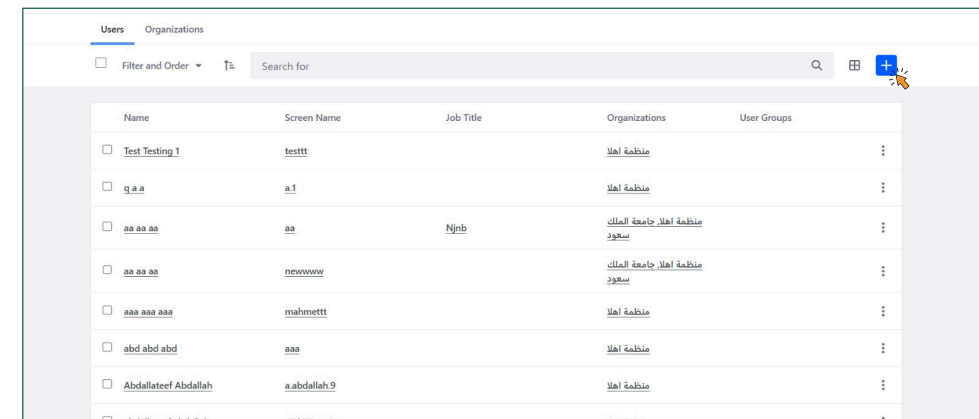 Users Organizations
Filter and Order Search for
Name Screen Name Job Title Organizations User Groups
Test Testing 1 testtt منظمة اهلا
q a a a.1 منظمة اهلا
aa aa aa aa Njnb منظمة اهلا, جامعة الملك
سعود
aa aa aa newwww منظمة اهلا, جامعة الملك
سعود
aaa aaa aaa mahmettt منظمة اهلا
abd abd abd aaa منظمة اهلا
Abdallateef Abdallah a.abdallah.9 منظمة اهلا